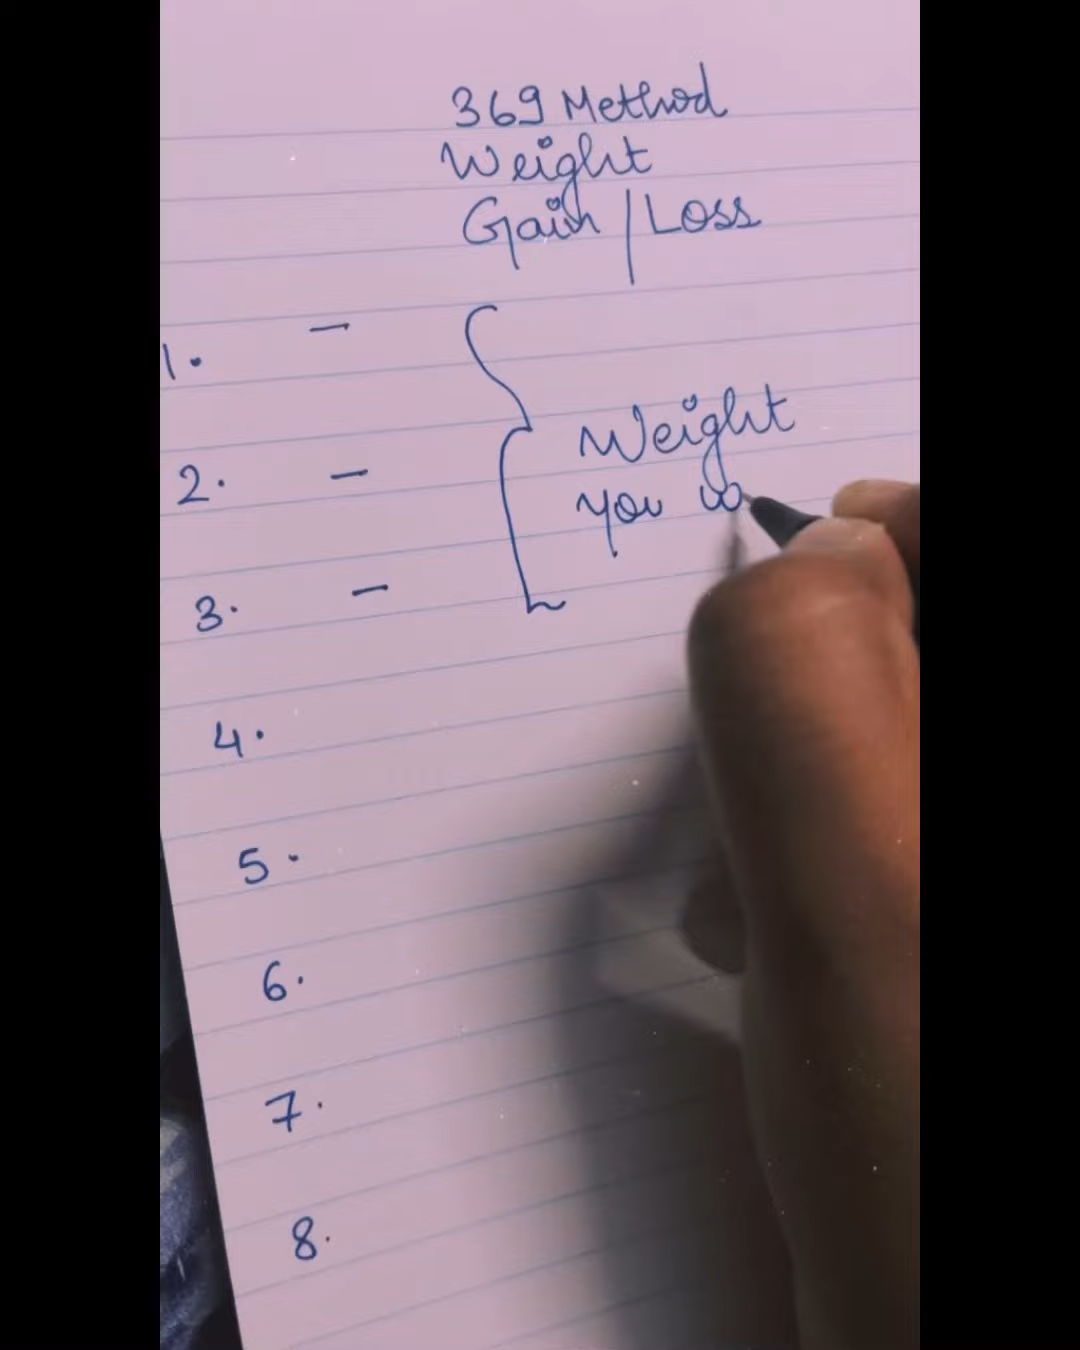 369 Method
Weight
Gain / Loss
1. –
2. –
3. –
Weight
you
4.
5.
6.
7.
8.